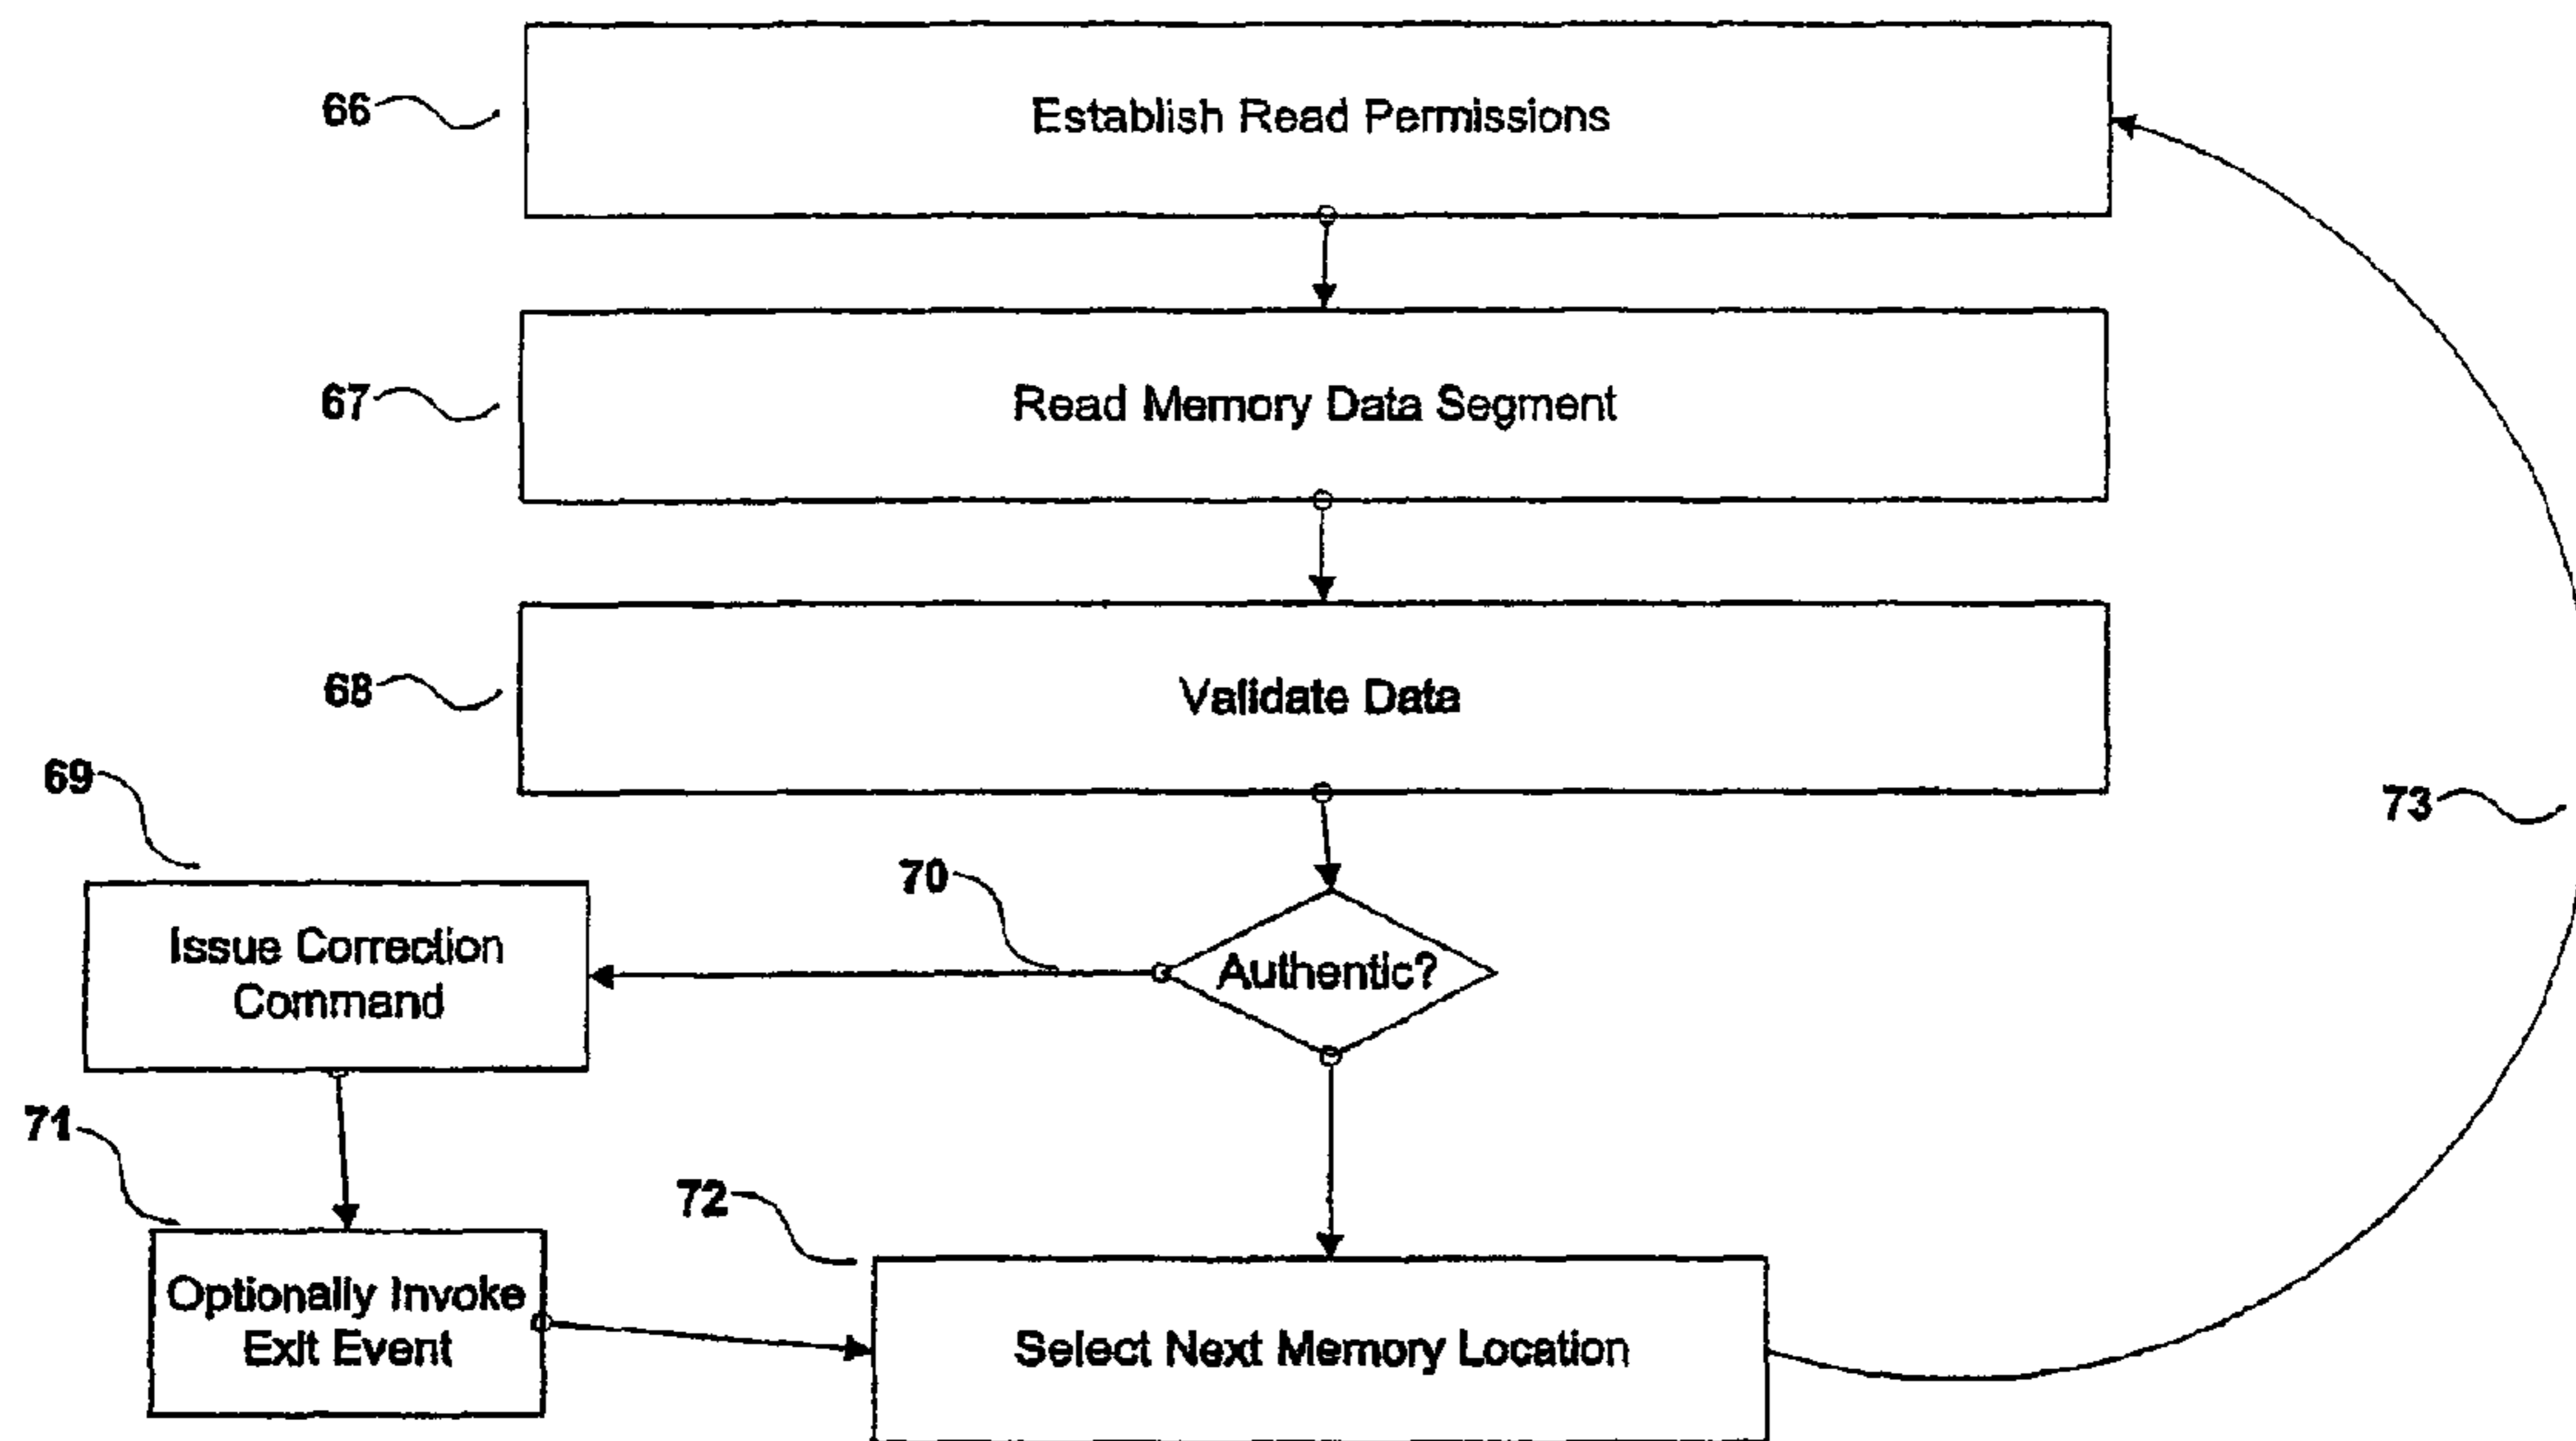 66
Establish Read Permissions
67
Read Memory Data Segment
68
Validate Data
69
73
70
Issue Correction
Command
Authentic?
71
72
Optionally Invoke
Exit Event
Select Next Memory Location